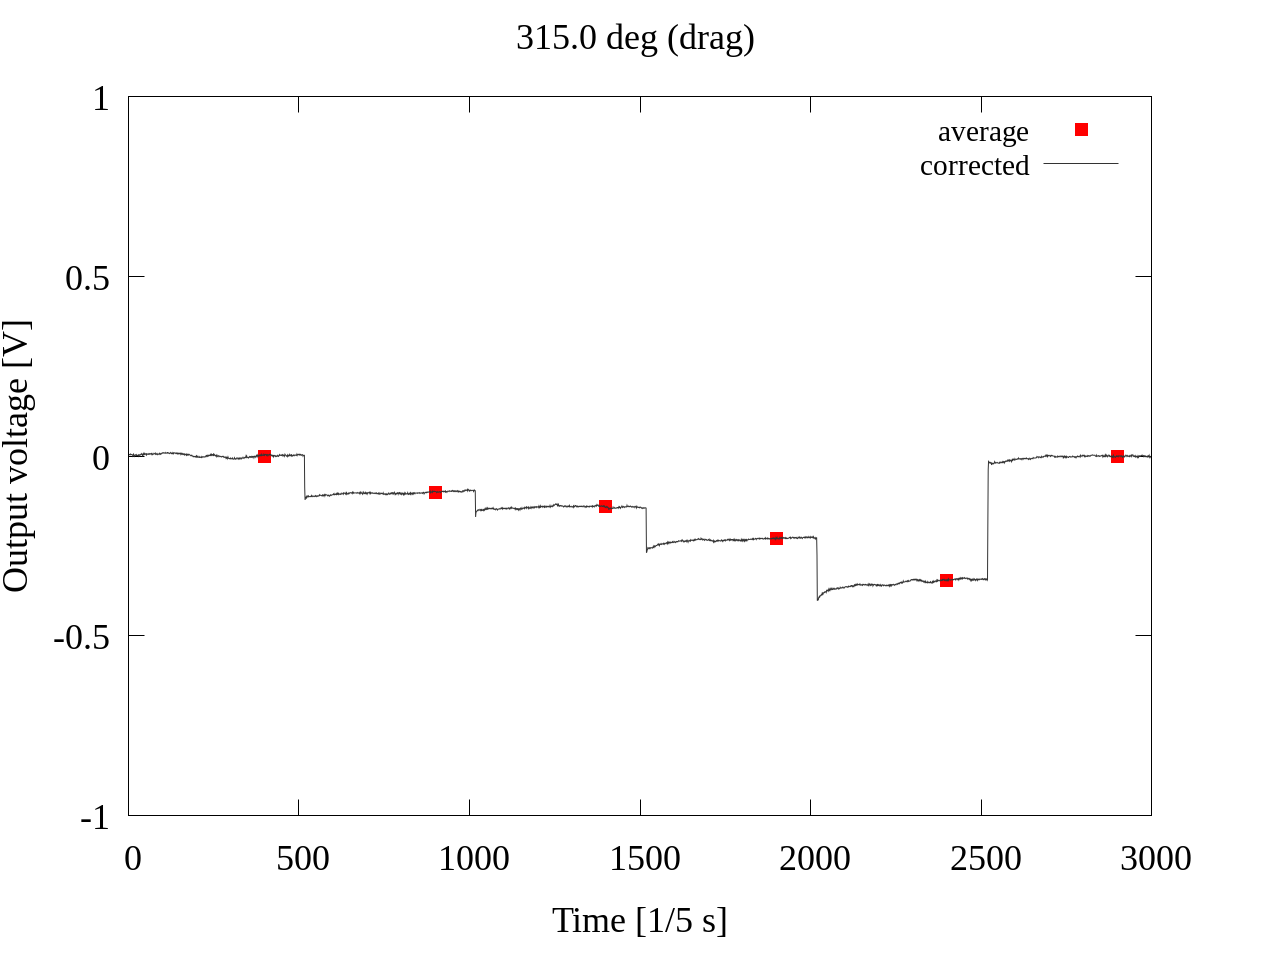 315.0 deg (drag)
average
corrected
1
0.5
0
-0.5
-1
Output voltage [V]
0 500 1000 1500 2000 2500 3000
Time [1/5 s]